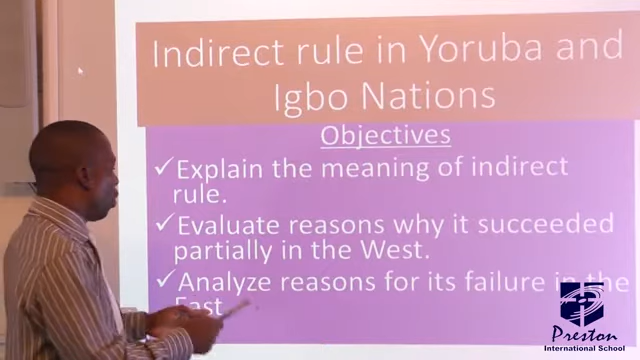 Indirect rule in Yoruba and
Igbo Nations
Objectives
✓Explain the meaning of indirect
rule.
✓Evaluate reasons why it succeeded
partially in the West.
✓Analyze reasons for its failure in the
East.
Preston
International School